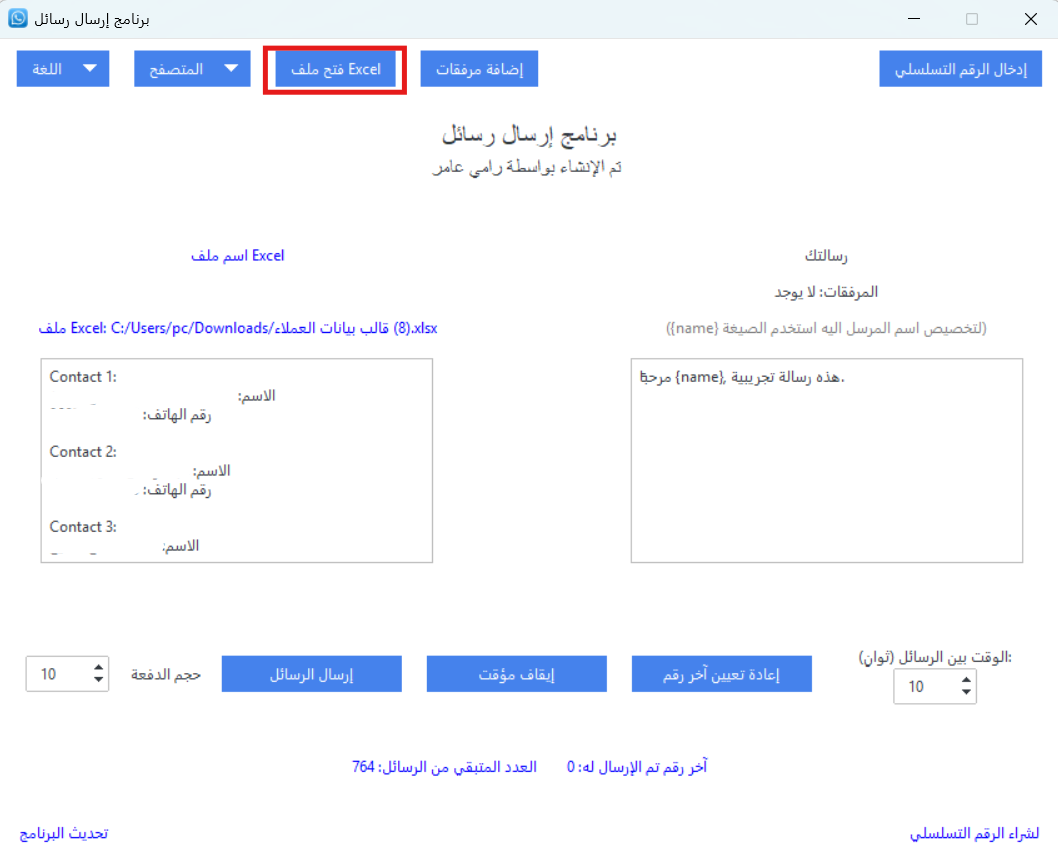 برنامج إرسال رسائل
إدخال الرقم التسلسلي
إضافة مرفقات
فتح ملف Excel
المتصفح
اللغة
برنامج إرسال رسائل
تم الإنشاء بواسطة رامي عامر
رسالتك
المرفقات: لا يوجد
(لتخصيص اسم المرسل اليه استخدم الصيغة {name})
مرحبًا {name}, هذه رسالة تجريبية.
اسم ملف Excel
ملف Excel: C:/Users/pc/Downloads/قالب بيانات العملاء (8).xlsx
Contact 1:
الاسم:
رقم الهاتف:
Contact 2:
الاسم:
رقم الهاتف:
Contact 3:
الاسم:
الوقت بين الرسائل (ثوانٍ):
10
إعادة تعيين آخر رقم
إيقاف مؤقت
إرسال الرسائل
حجم الدفعة
10
آخر رقم تم الإرسال له: 0
العدد المتبقي من الرسائل: 764
لشراء الرقم التسلسلي
تحديث البرنامج